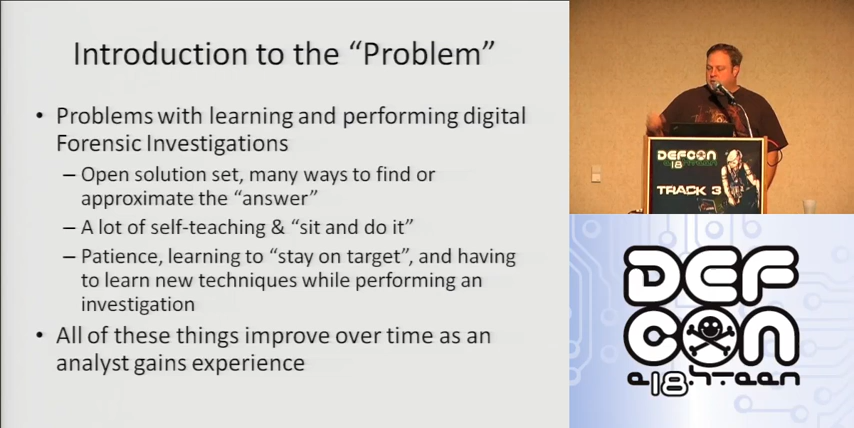 Introduction to the “Problem”
• Problems with learning and performing digital
Forensic Investigations
– Open solution set, many ways to find or
approximate the “answer”
– A lot of self-teaching & “sit and do it”
– Patience, learning to “stay on target”, and having
to learn new techniques while performing an
investigation
• All of these things improve over time as an
analyst gains experience
DEFCON
18
TRACK 3
DEF
CON
e18hteen